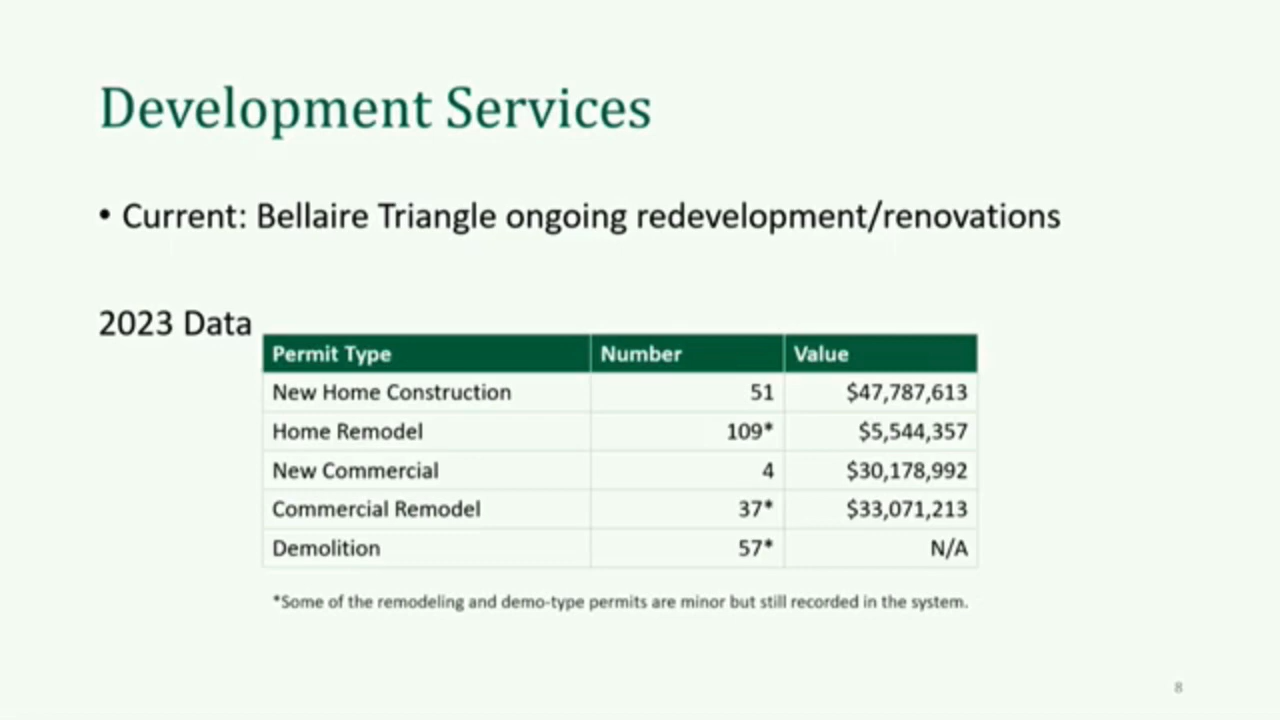 Development Services
• Current: Bellaire Triangle ongoing redevelopment/renovations
2023 Data
Permit Type Number Value
New Home Construction 51 $47,787,613
Home Remodel 109* $5,544,357
New Commercial 4 $30,178,992
Commercial Remodel 37* $33,071,213
Demolition 57* N/A
*Some of the remodeling and demo-type permits are minor but still recorded in the system.
8